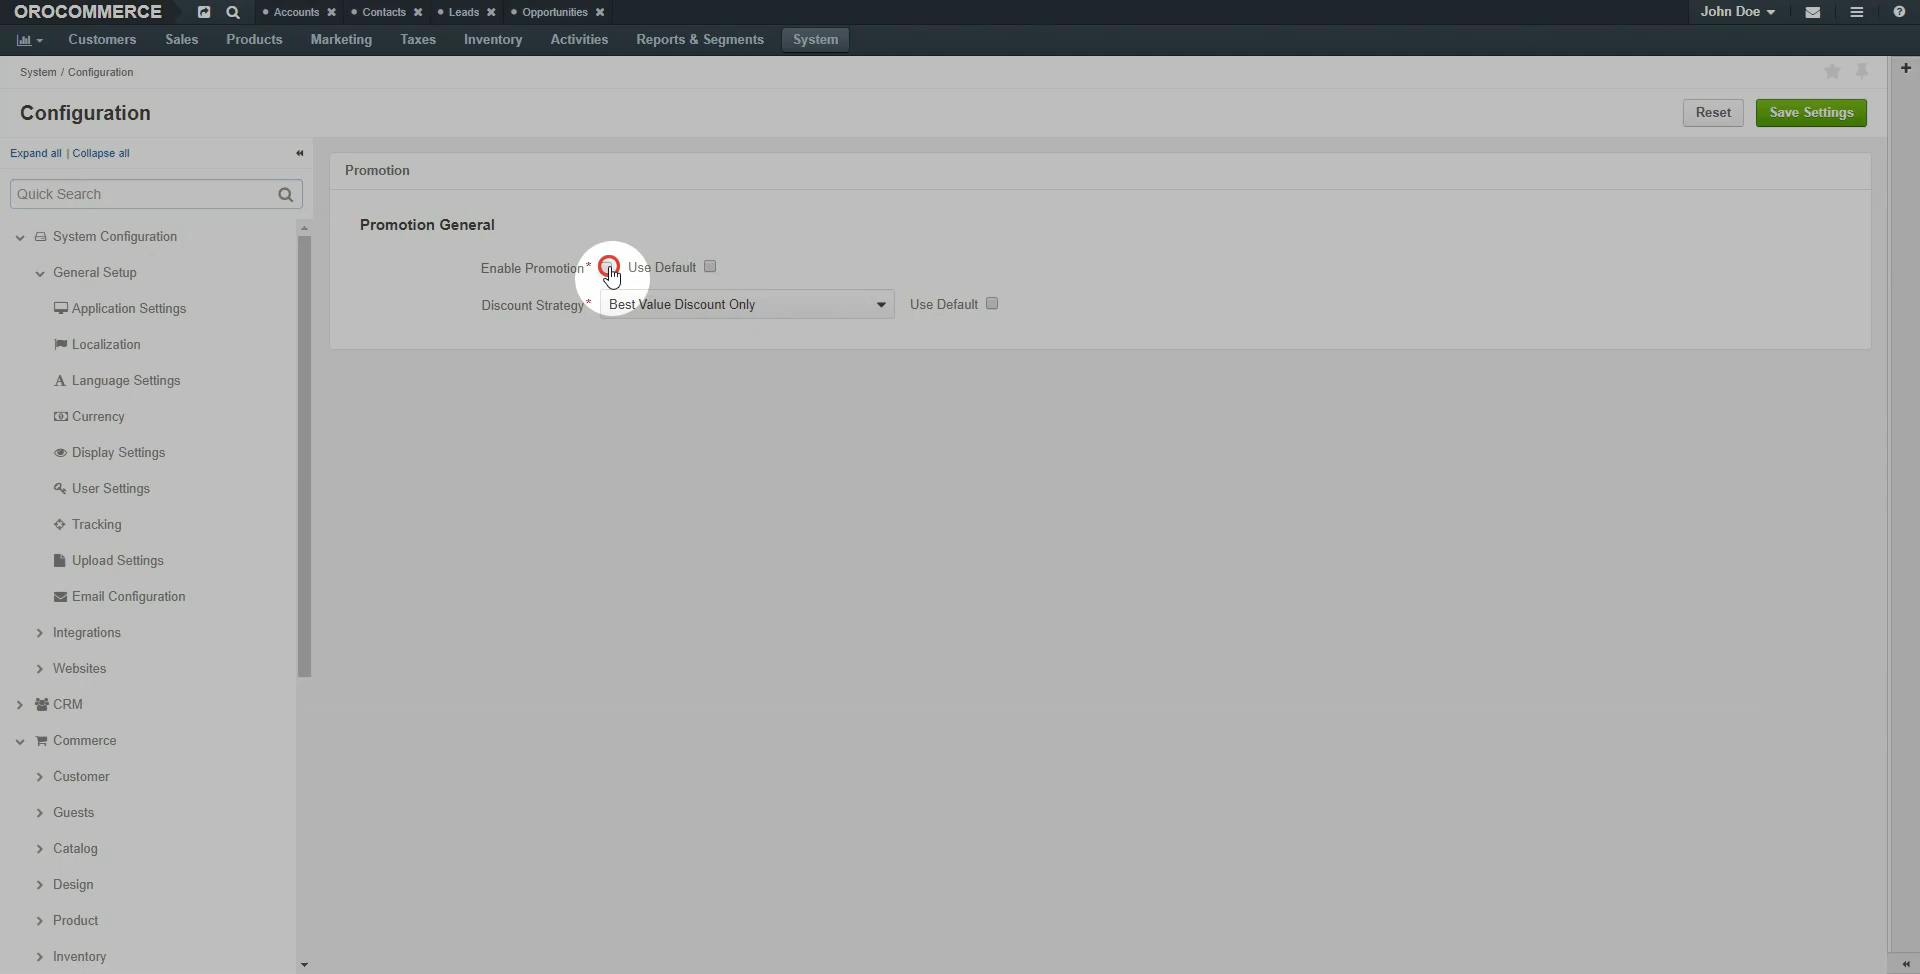 OROCOMMERCE
Accounts
Contacts
Leads
Opportunities
John Doe
Customers
Sales
Products
Marketing
Taxes
Inventory
Activities
Reports & Segments
System
System / Configuration
Configuration
Reset
Save Settings
Expand all | Collapse all
Quick Search
System Configuration
General Setup
Application Settings
Localization
Language Settings
Currency
Display Settings
User Settings
Tracking
Upload Settings
Email Configuration
Integrations
Websites
CRM
Commerce
Customer
Guests
Catalog
Design
Product
Inventory
Promotion
Promotion General
Enable Promotion* Use Default
Discount Strategy* Best Value Discount Only Use Default